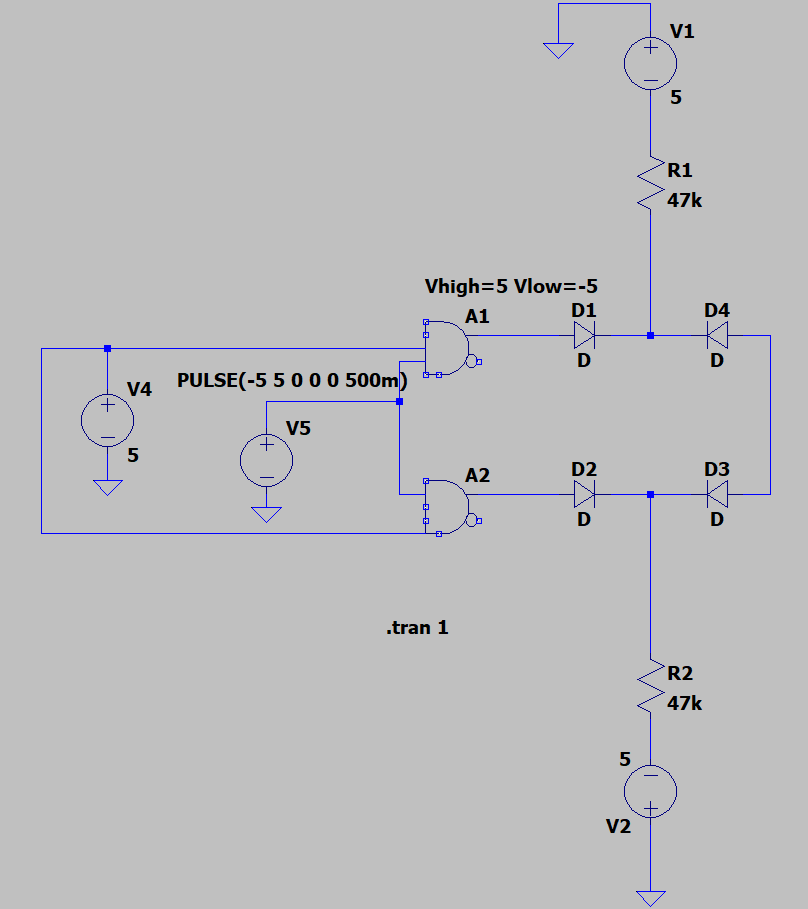 V1
5
R1
47k
Vhigh=5 Vlow=-5
A1
D1
D4
D
D
V4
PULSE(-5 5 0 0 0 500m)
V5
5
A2
D2
D3
D
D
.tran 1
R2
47k
5
V2